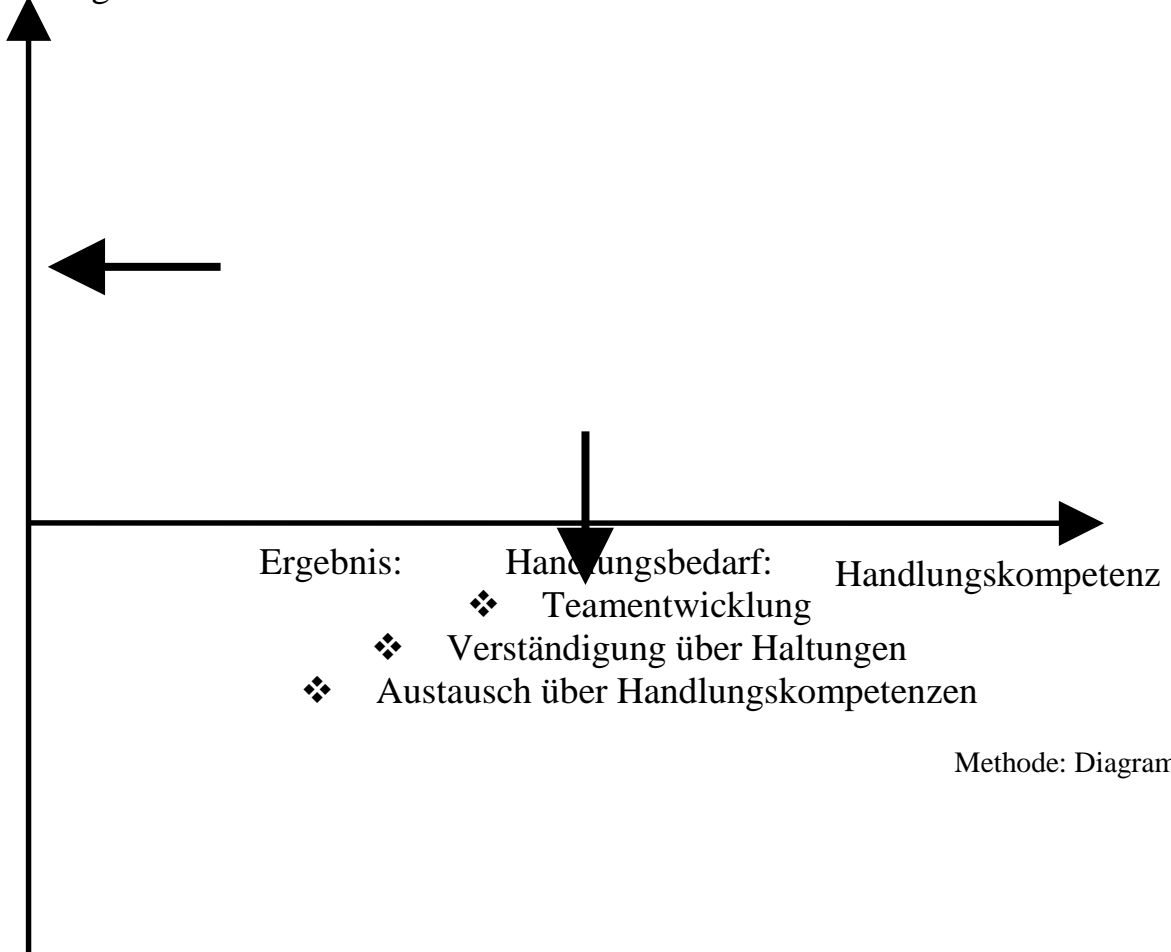 Ergebnis: Handlungsbedarf:
Handlungskompetenz
❖ Teamentwicklung
❖ Verständigung über Haltungen
❖ Austausch über Handlungskompetenzen
Methode: Diagram